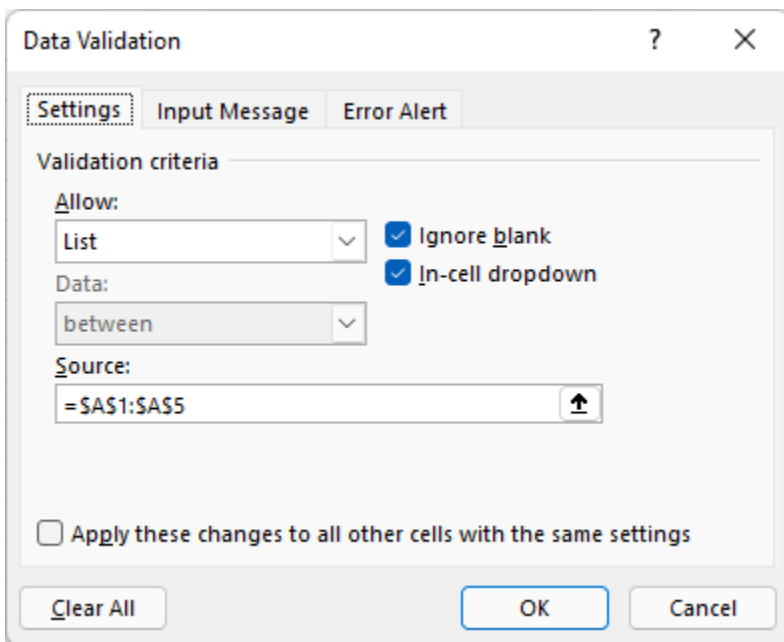 Data Validation ?
Settings Input Message Error Alert
Validation criteria
Allow:
List Ignore blank
Data: In-cell dropdown
between
Source:
=$A$1:$A$5
Apply these changes to all other cells with the same settings
Clear All OK Cancel